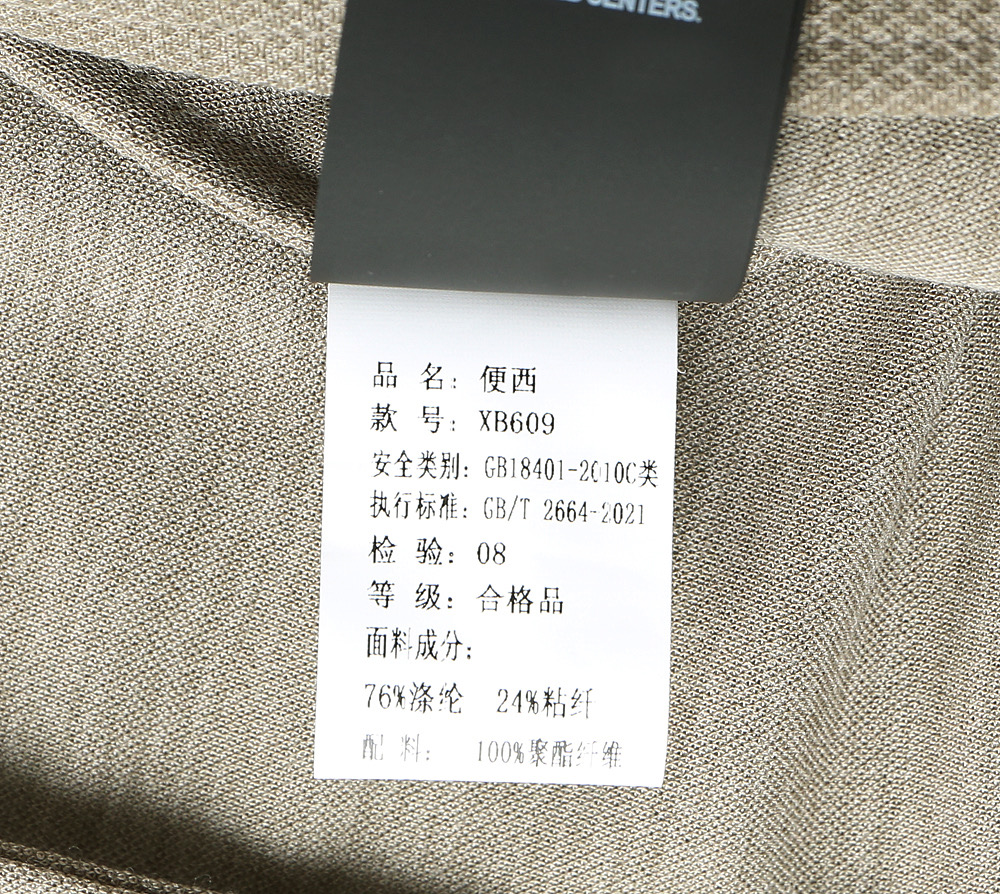 CENTERS.
品 名: 便西
款 号: XB609
安全类别: GB18401-2010C类
执行标准: GB/T 2664-2021
检 验: 08
等 级: 合格品
面料成分:
76%涤纶 24%粘纤
配 料: 100%聚酯纤维